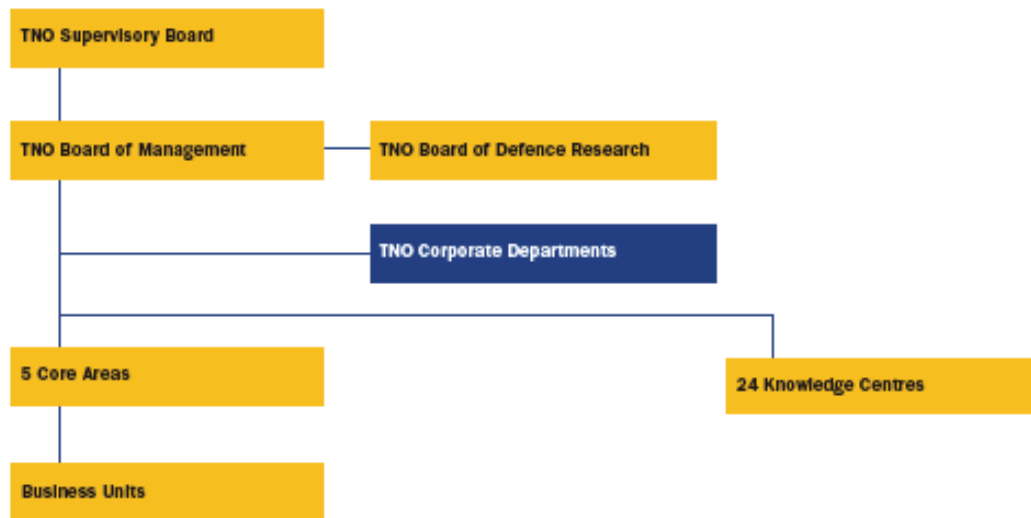 TNO Supervisory Board
TNO Board of Management
TNO Board of Defence Research
TNO Corporate Departments
5 Core Areas
24 Knowledge Centres
Business Units